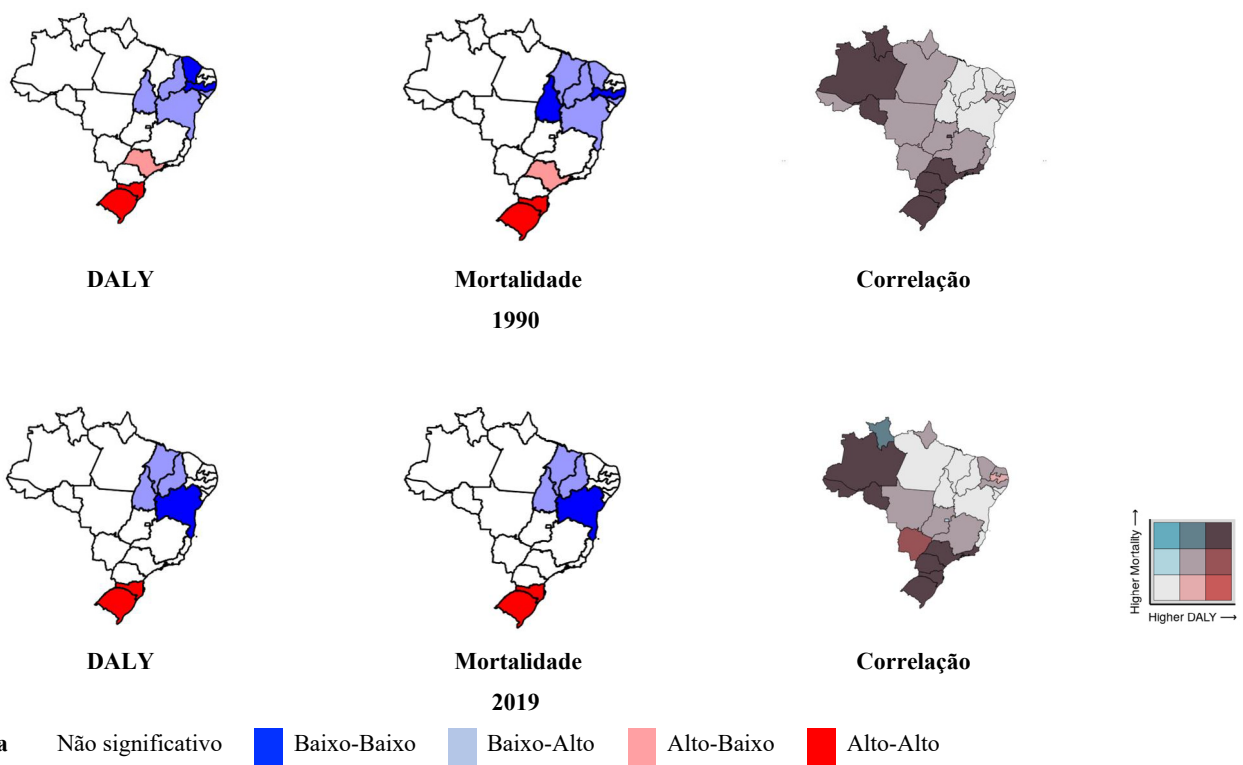 DALY Mortalidade Correlação
1990
Higher Mortality →
Higher DALY →
DALY Mortalidade Correlação
2019
a Não significativo Baixo-Baixo Baixo-Alto Alto-Baixo Alto-Alto